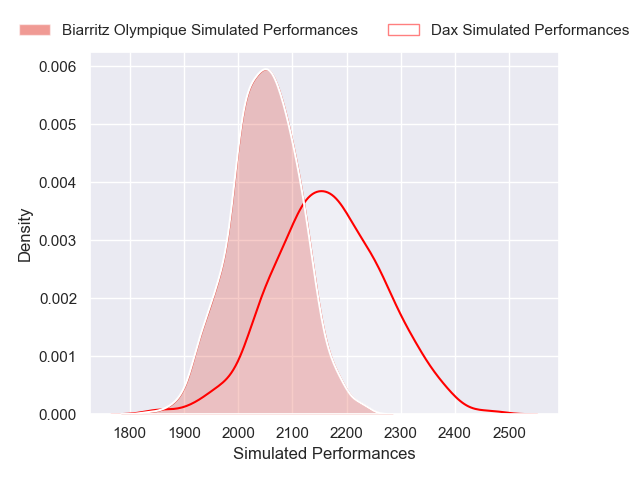 Biarritz Olympique Simulated Performances
Dax Simulated Performances
0.006
0.005
0.004
0.003
0.002
0.001
0.000
Density
1800 1900 2000 2100 2200 2300 2400 2500
Simulated Performances